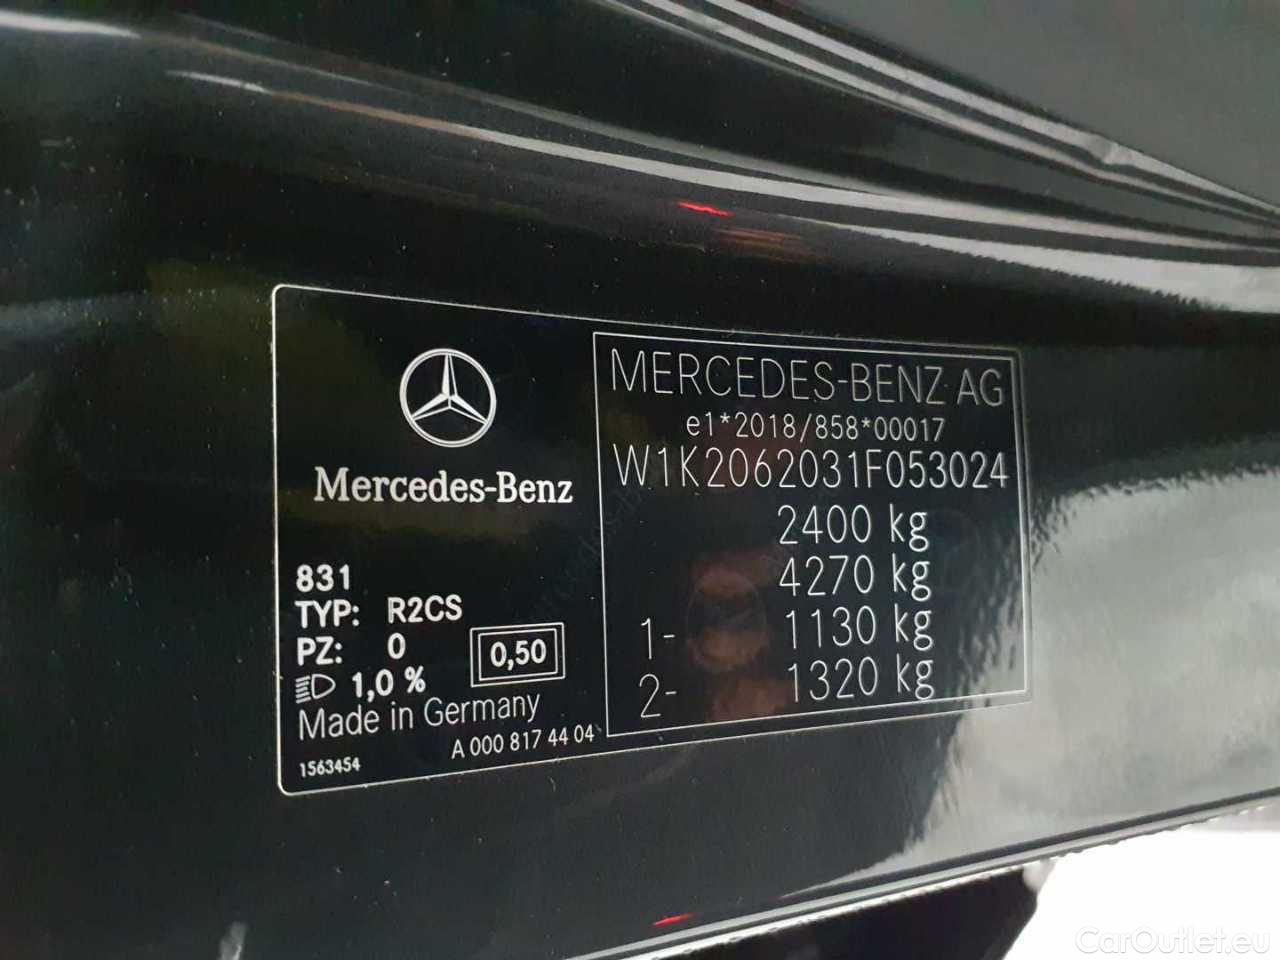 Mercedes-Benz
831
TYP: R2CS
PZ: 0
1,0 %
0,50
Made in Germany
A 000 817 44 04
1563454
MERCEDES-BENZ AG
e1*2018/858*00017
W1K2062031F053024
2400 kg
4270 kg
1- 1130 kg
2- 1320 kg
CarOutlet.eu